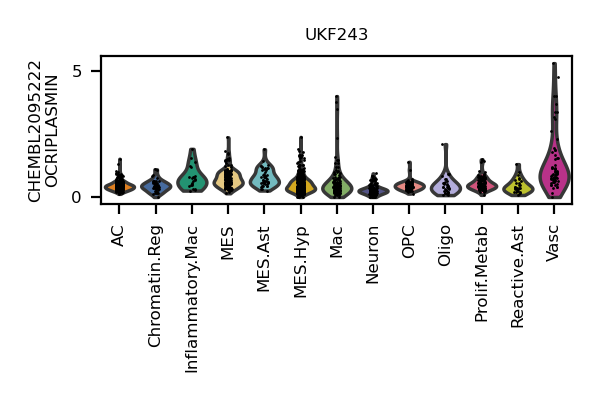 UKF243
CHEMBL2095222
OCRIPLASMIN
5
0
AC
Chromatin.Reg
Inflammatory.Mac
MES
MES.Ast
MES.Hyp
Mac
Neuron
OPC
Oligo
Prolif.Metab
Reactive.Ast
Vasc